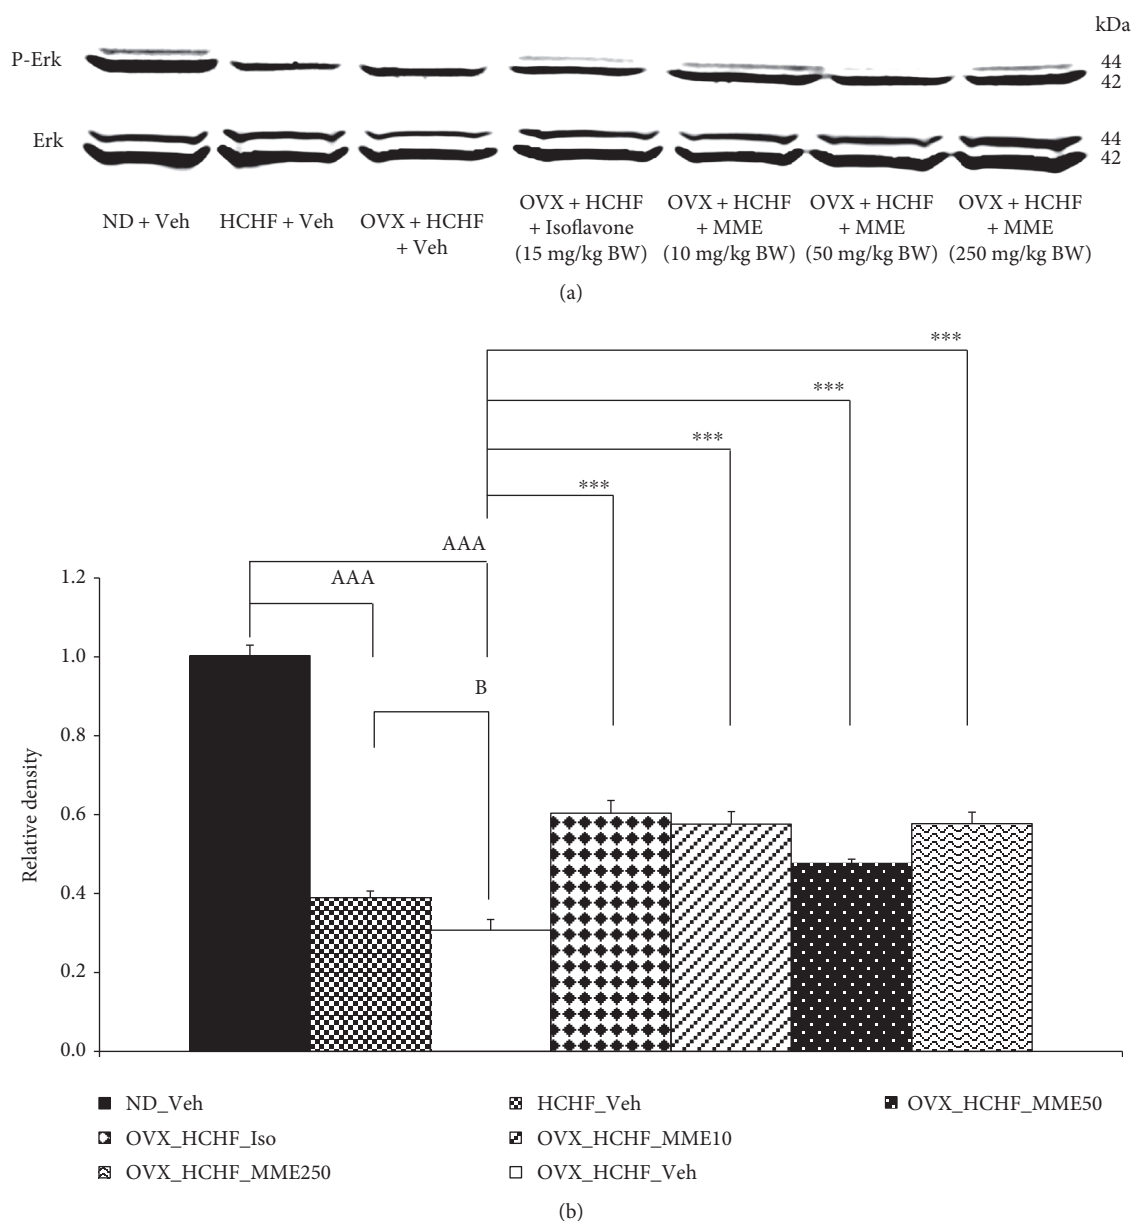 kDa
P-Erk
44
42
Erk
44
42
ND + Veh
HCHF + Veh
OVX + HCHF
+ Veh
OVX + HCHF
+ Isoflavone
(15 mg/kg BW)
OVX + HCHF
+ MME
(10 mg/kg BW)
OVX + HCHF
+ MME
(50 mg/kg BW)
OVX + HCHF
+ MME
(250 mg/kg BW)
(a)
***
***
***
***
AAA
AAA
B
1.2
1.0
0.8
0.6
0.4
0.2
0.0
Relative density
ND_Veh
HCHF_Veh
OVX_HCHF_MME50
OVX_HCHF_Iso
OVX_HCHF_MME10
OVX_HCHF_MME250
OVX_HCHF_Veh
(b)